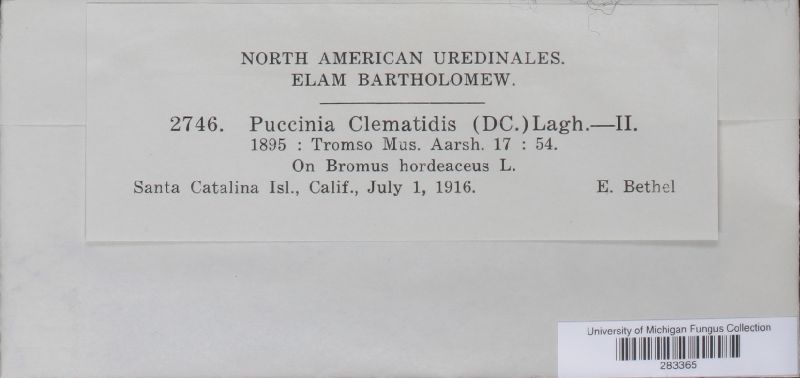 NORTH AMERICAN UREDINALES.
ELAM BARTHOLOMEW.
2746. Puccinia Clematidis (DC.) Lagh.—II.
1895 : Tromso Mus. Aarsh. 17 : 54.
On Bromus hordeaceus L.
Santa Catalina Isl., Calif., July 1, 1916. E. Bethel
University of Michigan Fungus Collection
283365